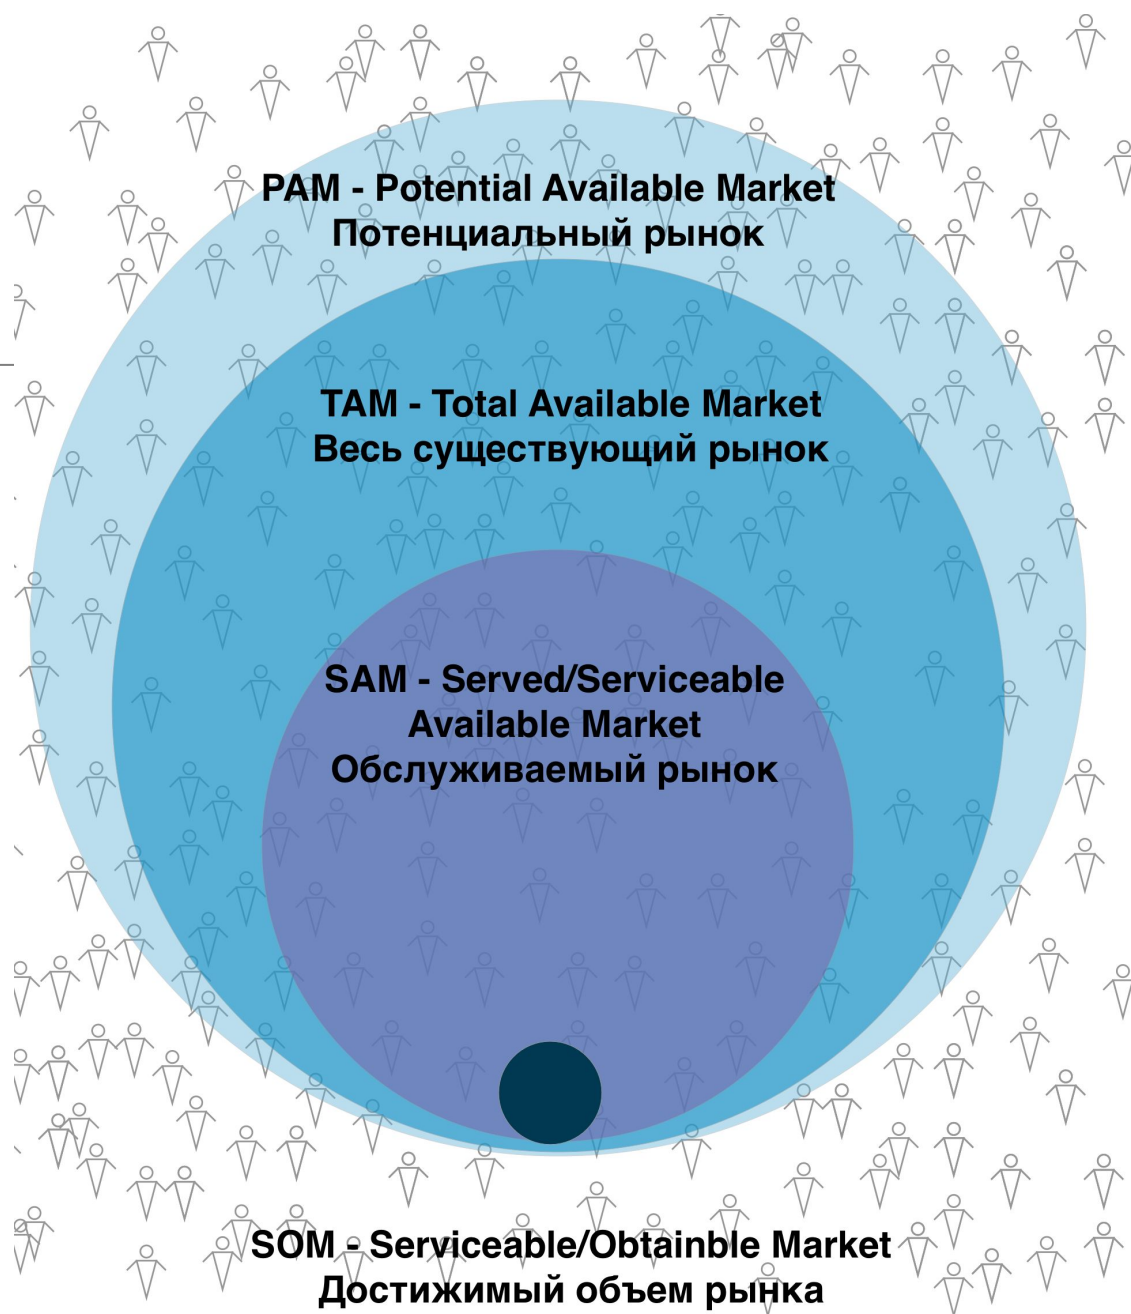 PAM - Potential Available Market
Потенциальный рынок
TAM - Total Available Market
Весь существующий рынок
SAM - Served/Serviceable
Available Market
Обслуживаемый рынок
SOM - Serviceable/Obtainble Market
Достижимый объем рынка